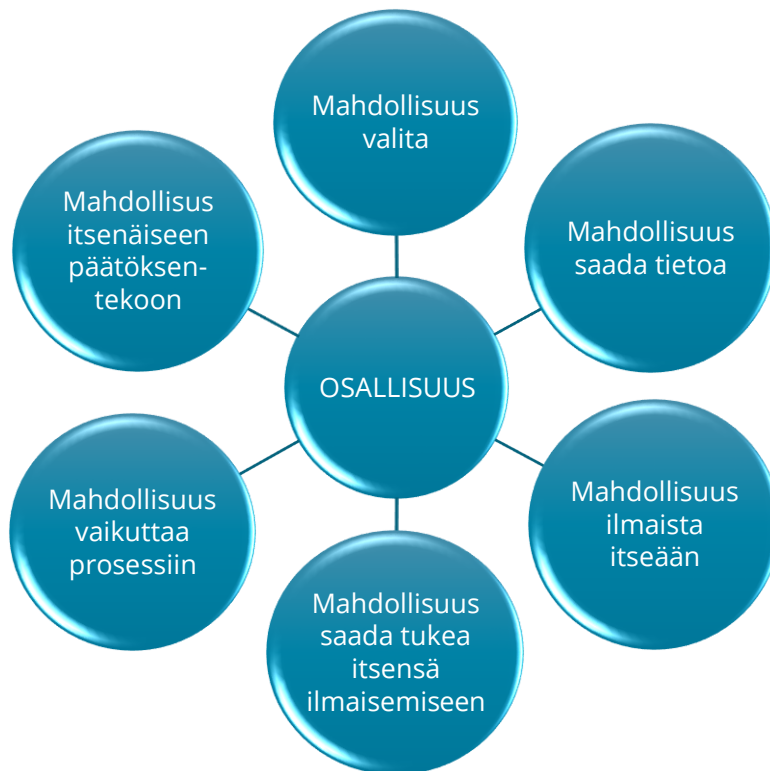 Mahdollisuus
valita
Mahdollisuus
saada tietoa
Mahdollisuus
ilmaista
itseään
Mahdollisuus
saada tukea
itsensä
ilmaisemiseen
Mahdollisuus
vaikuttaa
prosessiin
Mahdollisus
itsenäiseen
päätöksen-
tekoon
OSALLISUUS